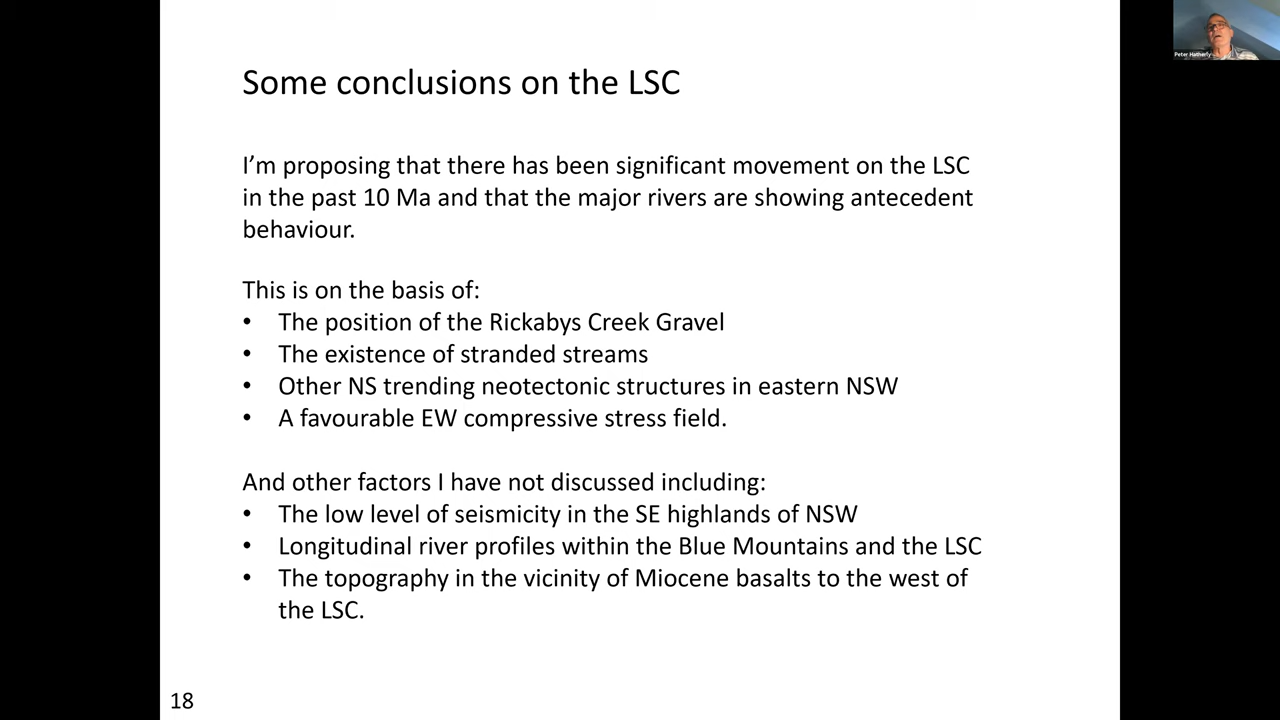 Some conclusions on the LSC
I'm proposing that there has been significant movement on the LSC
in the past 10 Ma and that the major rivers are showing antecedent
behaviour.
This is on the basis of:
• The position of the Rickabys Creek Gravel
• The existence of stranded streams
• Other NS trending neotectonic structures in eastern NSW
• A favourable EW compressive stress field.
And other factors I have not discussed including:
• The low level of seismicity in the SE highlands of NSW
• Longitudinal river profiles within the Blue Mountains and the LSC
• The topography in the vicinity of Miocene basalts to the west of
the LSC.
18
Peter Hatherly